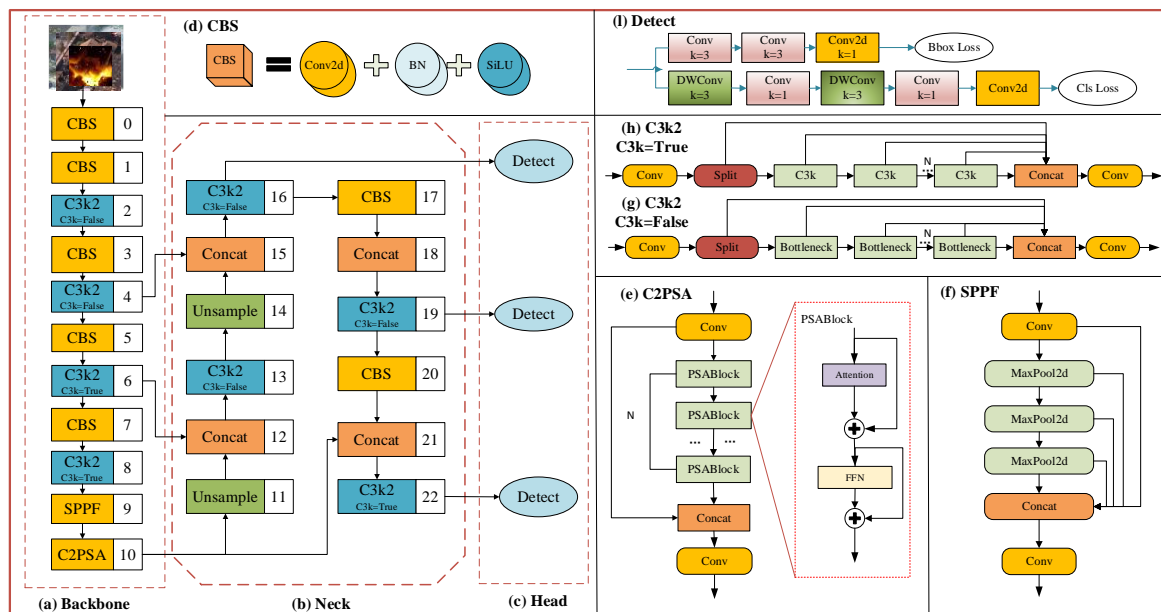 (d) CBS
CBS
Conv2d
BN
SiLU
CBS 0
CBS 1
C3k2
C3k=False
2
CBS 3
C3k2
C3k=False
4
CBS 5
C3k2
C3k=True
6
CBS 7
C3k2
C3k=True
8
SPPF 9
C2PSA 10
(a) Backbone
C3k2
C3k=False
16
Concat 15
Unsample 14
C3k2
C3k=False
13
Concat 12
Unsample 11
CBS 17
Concat 18
C3k2
C3k=False
19
CBS 20
Concat 21
C3k2
C3k=True
22
(b) Neck
Detect
Detect
Detect
(c) Head
(l) Detect
Conv
k=3
Conv
k=3
Conv2d
k=1
Bbox Loss
DWConv
k=3
Conv
k=1
DWConv
k=3
Conv
k=1
Conv2d
Cls Loss
(h) C3k2
C3k=True
Conv
Split
C3k
C3k
N
...
C3k
Concat
Conv
(g) C3k2
C3k=False
Conv
Split
Bottleneck
Bottleneck
N
...
Bottleneck
Concat
Conv
(e) C2PSA
Conv
PSABlock
PSABlock
N
... ...
PSABlock
Concat
Conv
PSABlock
Attention
FFN
(f) SPPF
Conv
MaxPool2d
MaxPool2d
MaxPool2d
Concat
Conv